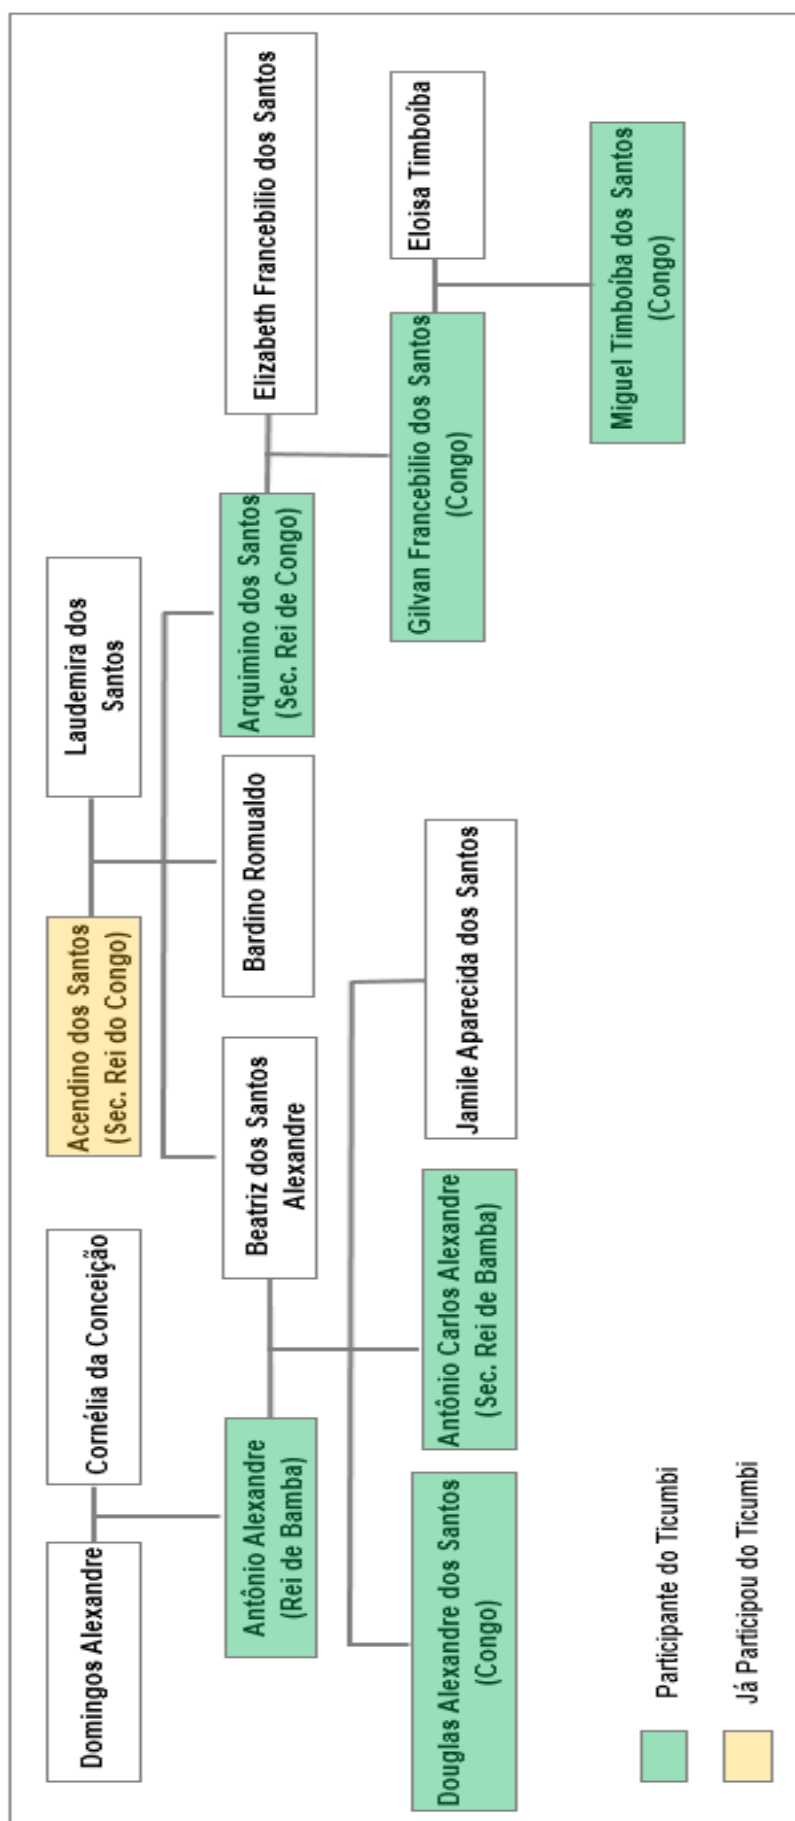 Domingos Alexandre
Cornélia da Conceição
Acendino dos Santos
(Sec. Rei do Congo)
Laudemira dos
Santos
Antônio Alexandre
(Rei de Bamba)
Beatriz dos Santos
Alexandre
Bardino Romualdo
Arquimino dos Santos
(Sec. Rei de Congo)
Elizabeth Francebilio dos Santos
Douglas Alexandre dos Santos
(Congo)
Antônio Carlos Alexandre
(Sec. Rei de Bamba)
Jamile Aparecida dos Santos
Gilvan Francebilio dos Santos
(Congo)
Eloisa Timboíba
Miguel Timboíba dos Santos
(Congo)
Participante do Ticumbi
Já Participou do Ticumbi